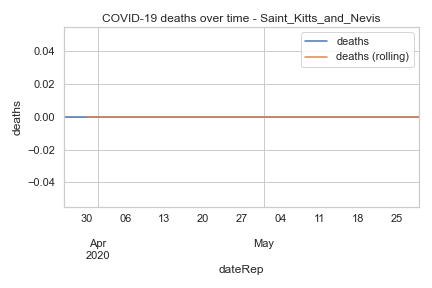 COVID-19 deaths over time - Saint_Kitts_and_Nevis
deaths
deaths (rolling)
0.04
0.02
0.00
−0.02
−0.04
deaths
30 06 13 20 27 04 11 18 25
Apr May
2020
dateRep